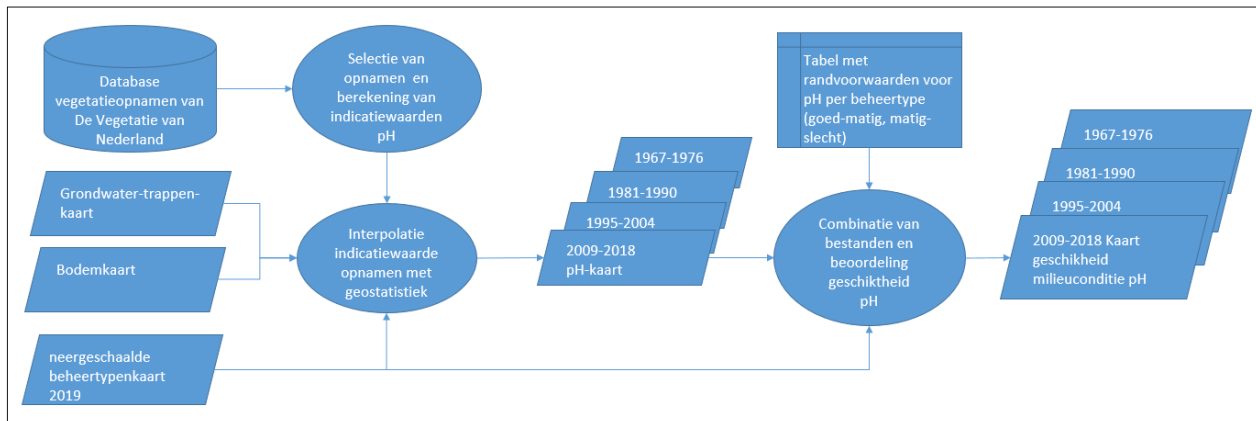 Database
vegetatieopnamen van
De Vegetatie van
Nederland
Selectie van
opnamen en
berekening van
indicatiewaarden
pH
Grondwater-trappen-
kaart
Bodemkaart
neergeschaalde
beheertypenkaart
2019
Interpolatie
indicatiewaarde
opnamen met
geostatistiek
1967-1976
1981-1990
1995-2004
2009-2018
pH-kaart
Tabel met
randvoorwaarden voor
pH per beheertype
(goed-matig, matig-
slecht)
Combinatie van
bestanden en
beoordeling
geschiktheid
pH
1967-1976
1981-1990
1995-2004
2009-2018 Kaart
geschikheid
milieuconditie pH